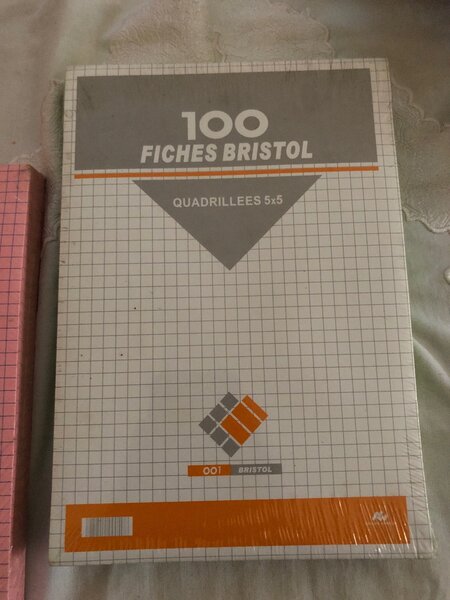 100
FICHES BRISTOL
QUADRILLEES 5x5
001 BRISTOL